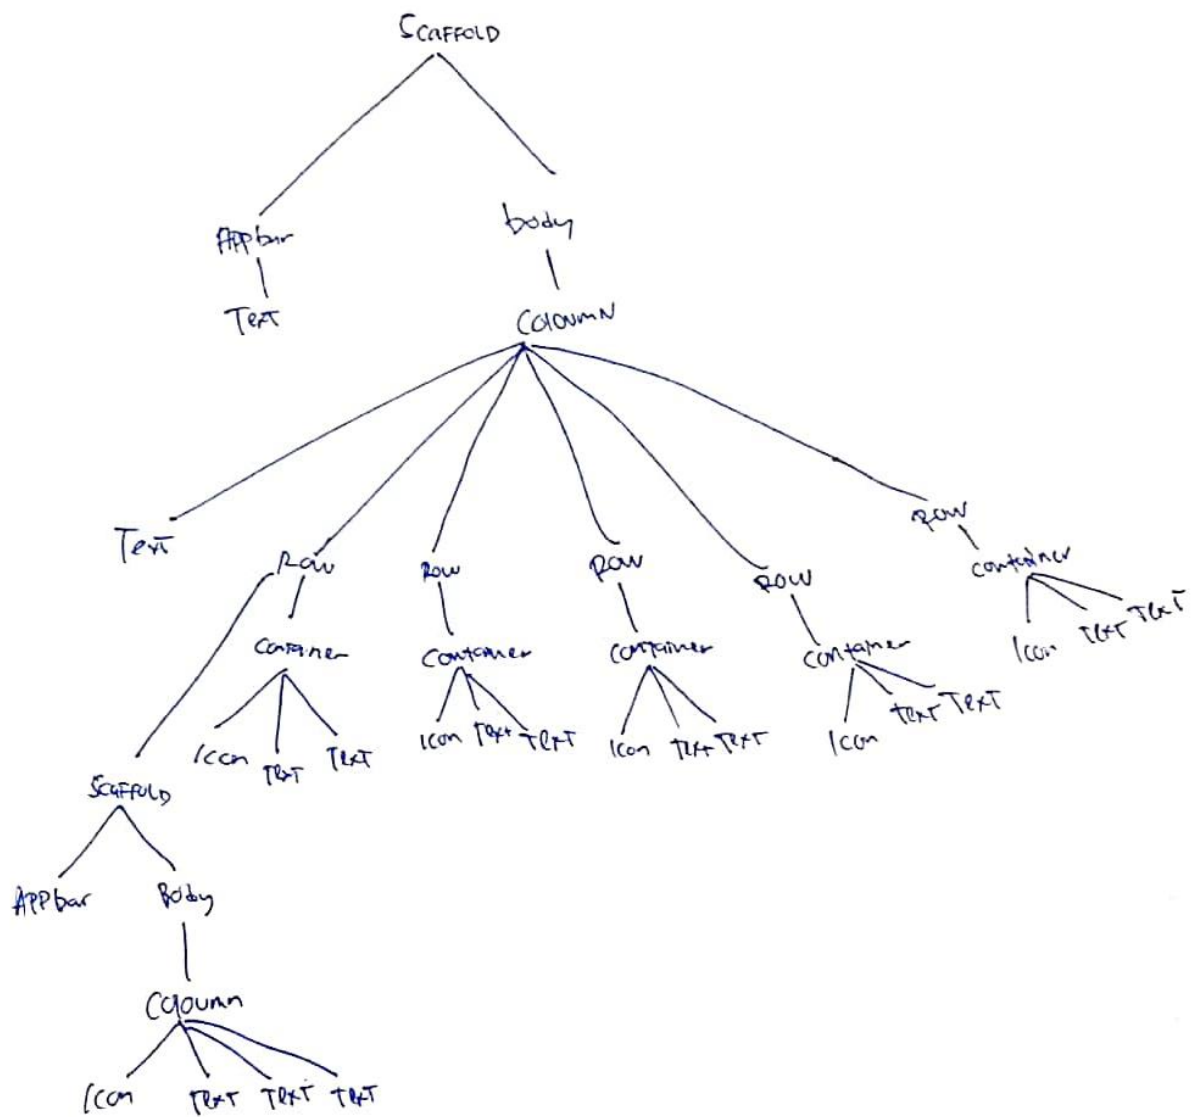 SCAFFOLD
Appbar
body
Text
COLOUMN
Text
Row
Row
Row
Row
Row
Container
Container
Container
Container
Container
Icon
Text
Text
Icon
Text
Text
Icon
Text
Text
Icon
Text
Text
Icon
Text
Text
SCAFFOLD
APPbar
Body
Coloumn
Icon
Text
Text
Text